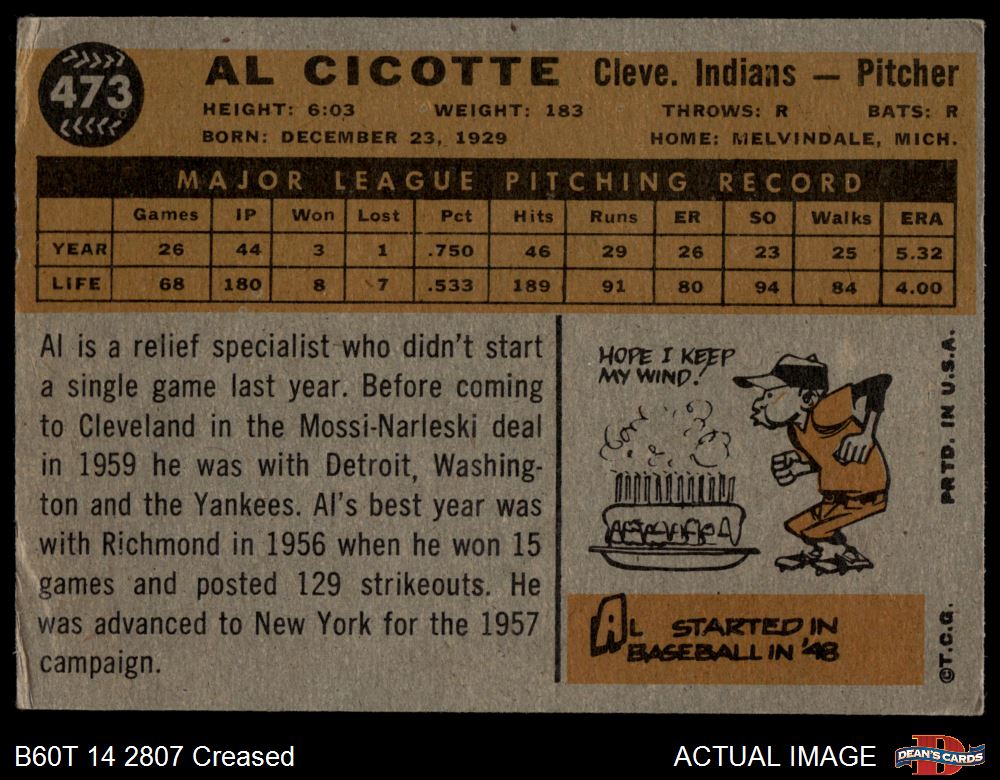 473
AL CICOTTE Cleve. Indians — Pitcher
HEIGHT: 6:03 WEIGHT: 183 THROWS: R BATS: R
BORN: DECEMBER 23, 1929 HOME: MELVINDALE, MICH.
MAJOR LEAGUE PITCHING RECORD
Games IP Won Lost Pct Hits Runs ER SO Walks ERA
YEAR 26 44 3 1 .750 46 29 26 23 25 5.32
LIFE 68 180 8 7 .533 189 91 80 94 84 4.00
Al is a relief specialist who didn't start
a single game last year. Before coming
to Cleveland in the Mossi-Narleski deal
in 1959 he was with Detroit, Washing-
ton and the Yankees. Al's best year was
with Richmond in 1956 when he won 15
games and posted 129 strikeouts. He
was advanced to New York for the 1957
campaign.
HOPE I KEEP
MY WIND!
AL STARTED IN
BASEBALL IN '48
PRTD. IN U.S.A.
©T.C.G.
B60T 14 2807 Creased
ACTUAL IMAGE
DEAN'S CARDS